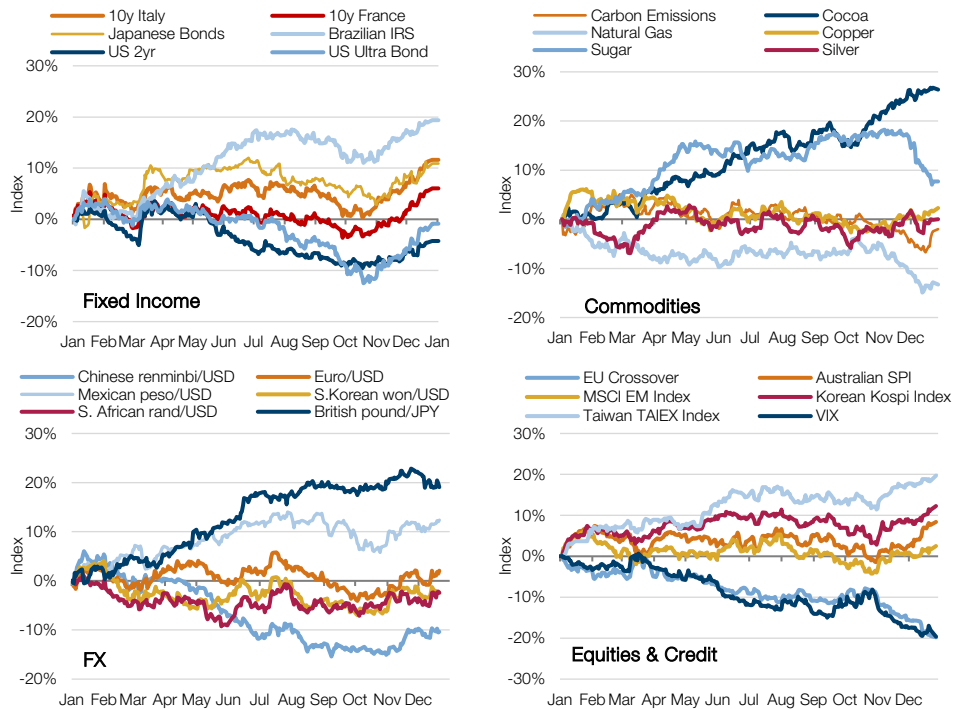 10y Italy 10y France
Japanese Bonds Brazilian IRS
US 2yr US Ultra Bond
30%
20%
10%
0%
-10%
-20%
Index
Fixed Income
Jan Feb Mar Apr May Jun Jul Aug Sep Oct Nov Dec Jan
Carbon Emissions Cocoa
Natural Gas Copper
Sugar Silver
30%
20%
10%
0%
-10%
-20%
Index
Commodities
Jan Feb Mar Apr May Jun Jul Aug Sep Oct Nov Dec
Chinese renminbi/USD Euro/USD
Mexican peso/USD S.Korean won/USD
S. African rand/USD British pound/JPY
30%
20%
10%
0%
-10%
-20%
Index
FX
Jan Feb Mar Apr May Jun Jul Aug Sep Oct Nov Dec
EU Crossover Australian SPI
MSCI EM Index Korean Kospi Index
Taiwan TAIEX Index VIX
30%
20%
10%
0%
-10%
-20%
-30%
Index
Equities & Credit
Jan Feb Mar Apr May Jun Jul Aug Sep Oct Nov Dec